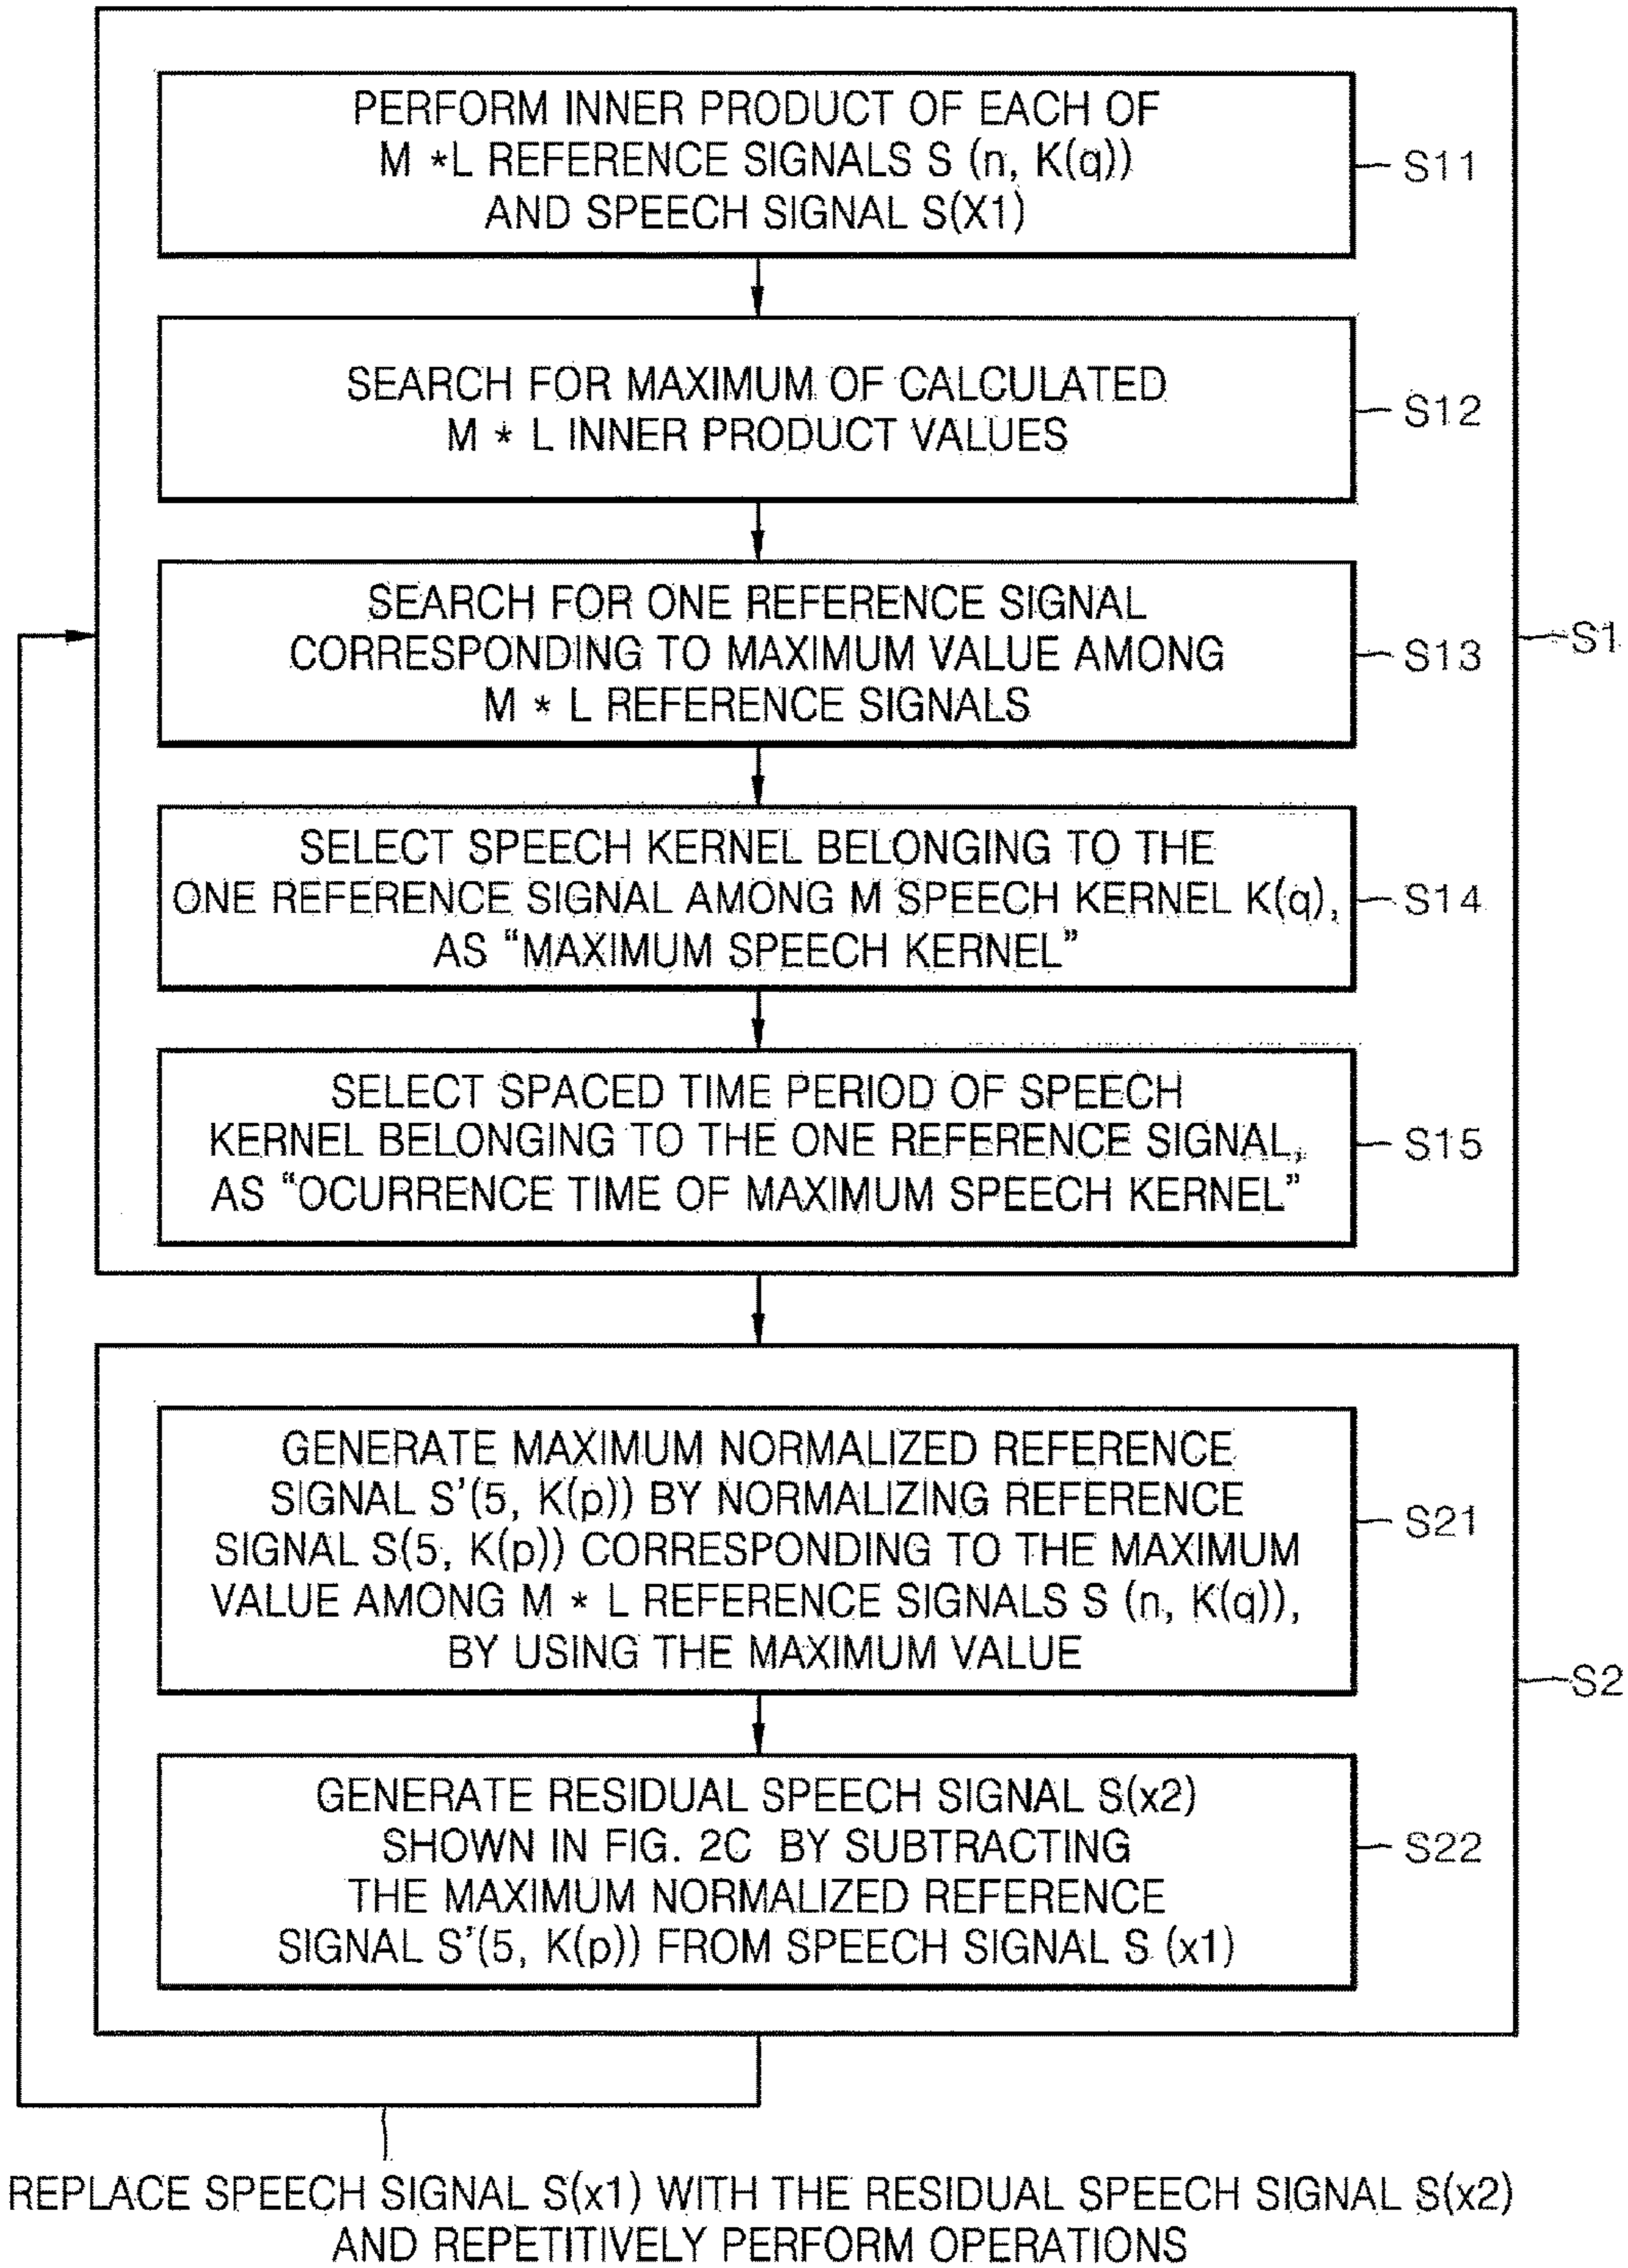 PERFORM INNER PRODUCT OF EACH OF
M *L REFERENCE SIGNALS S (n, K(q))
AND SPEECH SIGNAL S(X1)
S11
SEARCH FOR MAXIMUM OF CALCULATED
M * L INNER PRODUCT VALUES
S12
SEARCH FOR ONE REFERENCE SIGNAL
CORRESPONDING TO MAXIMUM VALUE AMONG
M * L REFERENCE SIGNALS
S13
S1
SELECT SPEECH KERNEL BELONGING TO THE
ONE REFERENCE SIGNAL AMONG M SPEECH KERNEL K(q),
AS “MAXIMUM SPEECH KERNEL”
S14
SELECT SPACED TIME PERIOD OF SPEECH
KERNEL BELONGING TO THE ONE REFERENCE SIGNAL,
AS “OCURRENCE TIME OF MAXIMUM SPEECH KERNEL”
S15
GENERATE MAXIMUM NORMALIZED REFERENCE
SIGNAL S'(5, K(p)) BY NORMALIZING REFERENCE
SIGNAL S(5, K(p)) CORRESPONDING TO THE MAXIMUM
VALUE AMONG M * L REFERENCE SIGNALS S (n, K(q)),
BY USING THE MAXIMUM VALUE
S21
S2
GENERATE RESIDUAL SPEECH SIGNAL S(x2)
SHOWN IN FIG. 2C BY SUBTRACTING
THE MAXIMUM NORMALIZED REFERENCE
SIGNAL S'(5, K(p)) FROM SPEECH SIGNAL S (x1)
S22
REPLACE SPEECH SIGNAL S(x1) WITH THE RESIDUAL SPEECH SIGNAL S(x2)
AND REPETITIVELY PERFORM OPERATIONS